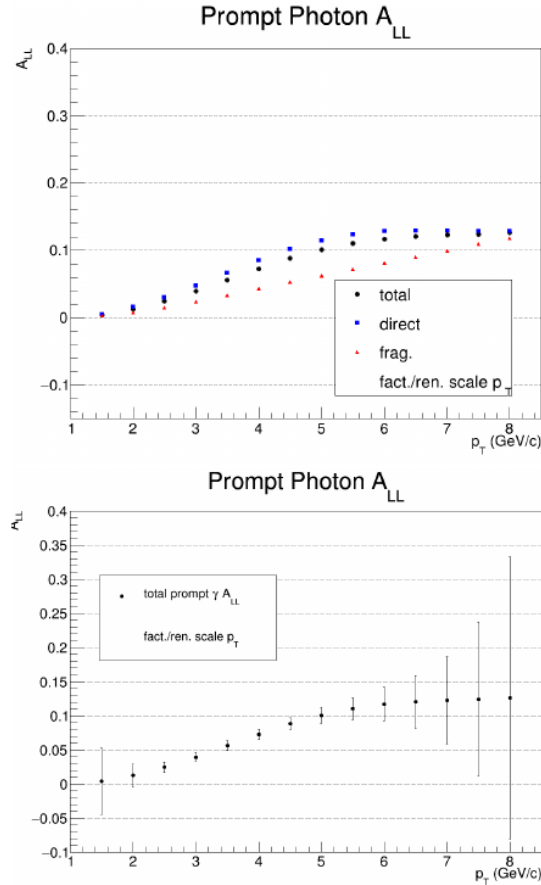 Prompt Photon A_LL
A_LL
0.4
0.3
0.2
0.1
0
−0.1
total
direct
frag.
fact./ren. scale p_T
1 2 3 4 5 6 7 8
p_T (GeV/c)
Prompt Photon A_LL
A_LL
0.4
0.35
0.3
0.25
0.2
0.15
0.1
0.05
0
−0.05
−0.1
total prompt γ A_LL
fact./ren. scale p_T
1 2 3 4 5 6 7 8
p_T (GeV/c)